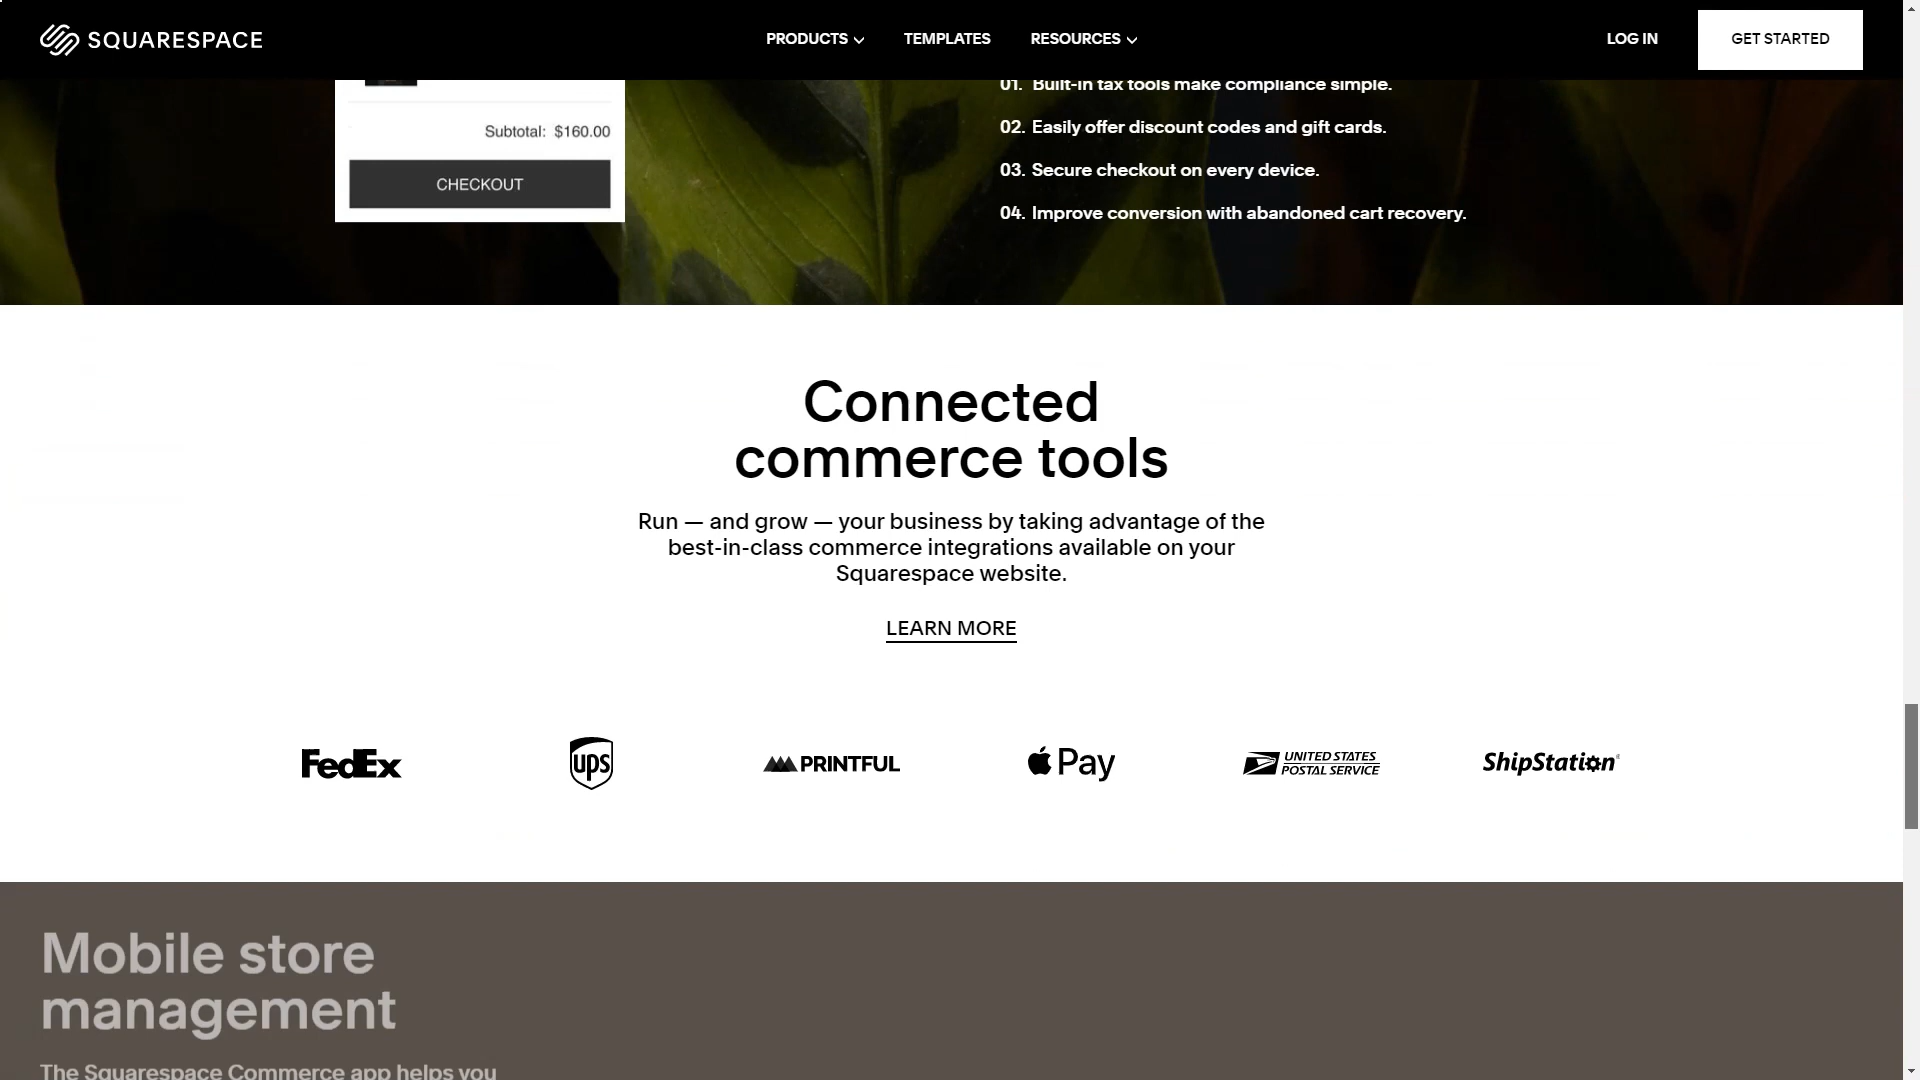 SQUARESPACE
PRODUCTS
TEMPLATES
RESOURCES
LOG IN
GET STARTED
Subtotal: $160.00
CHECKOUT
01. Built-in tax tools make compliance simple.
02. Easily offer discount codes and gift cards.
03. Secure checkout on every device.
04. Improve conversion with abandoned cart recovery.
Connected
commerce tools
Run — and grow — your business by taking advantage of the
best-in-class commerce integrations available on your
Squarespace website.
LEARN MORE
FedEx
ups
PRINTFUL
Pay
UNITED STATES
POSTAL SERVICE
ShipStation
Mobile store
management
The Squarespace Commerce app helps you